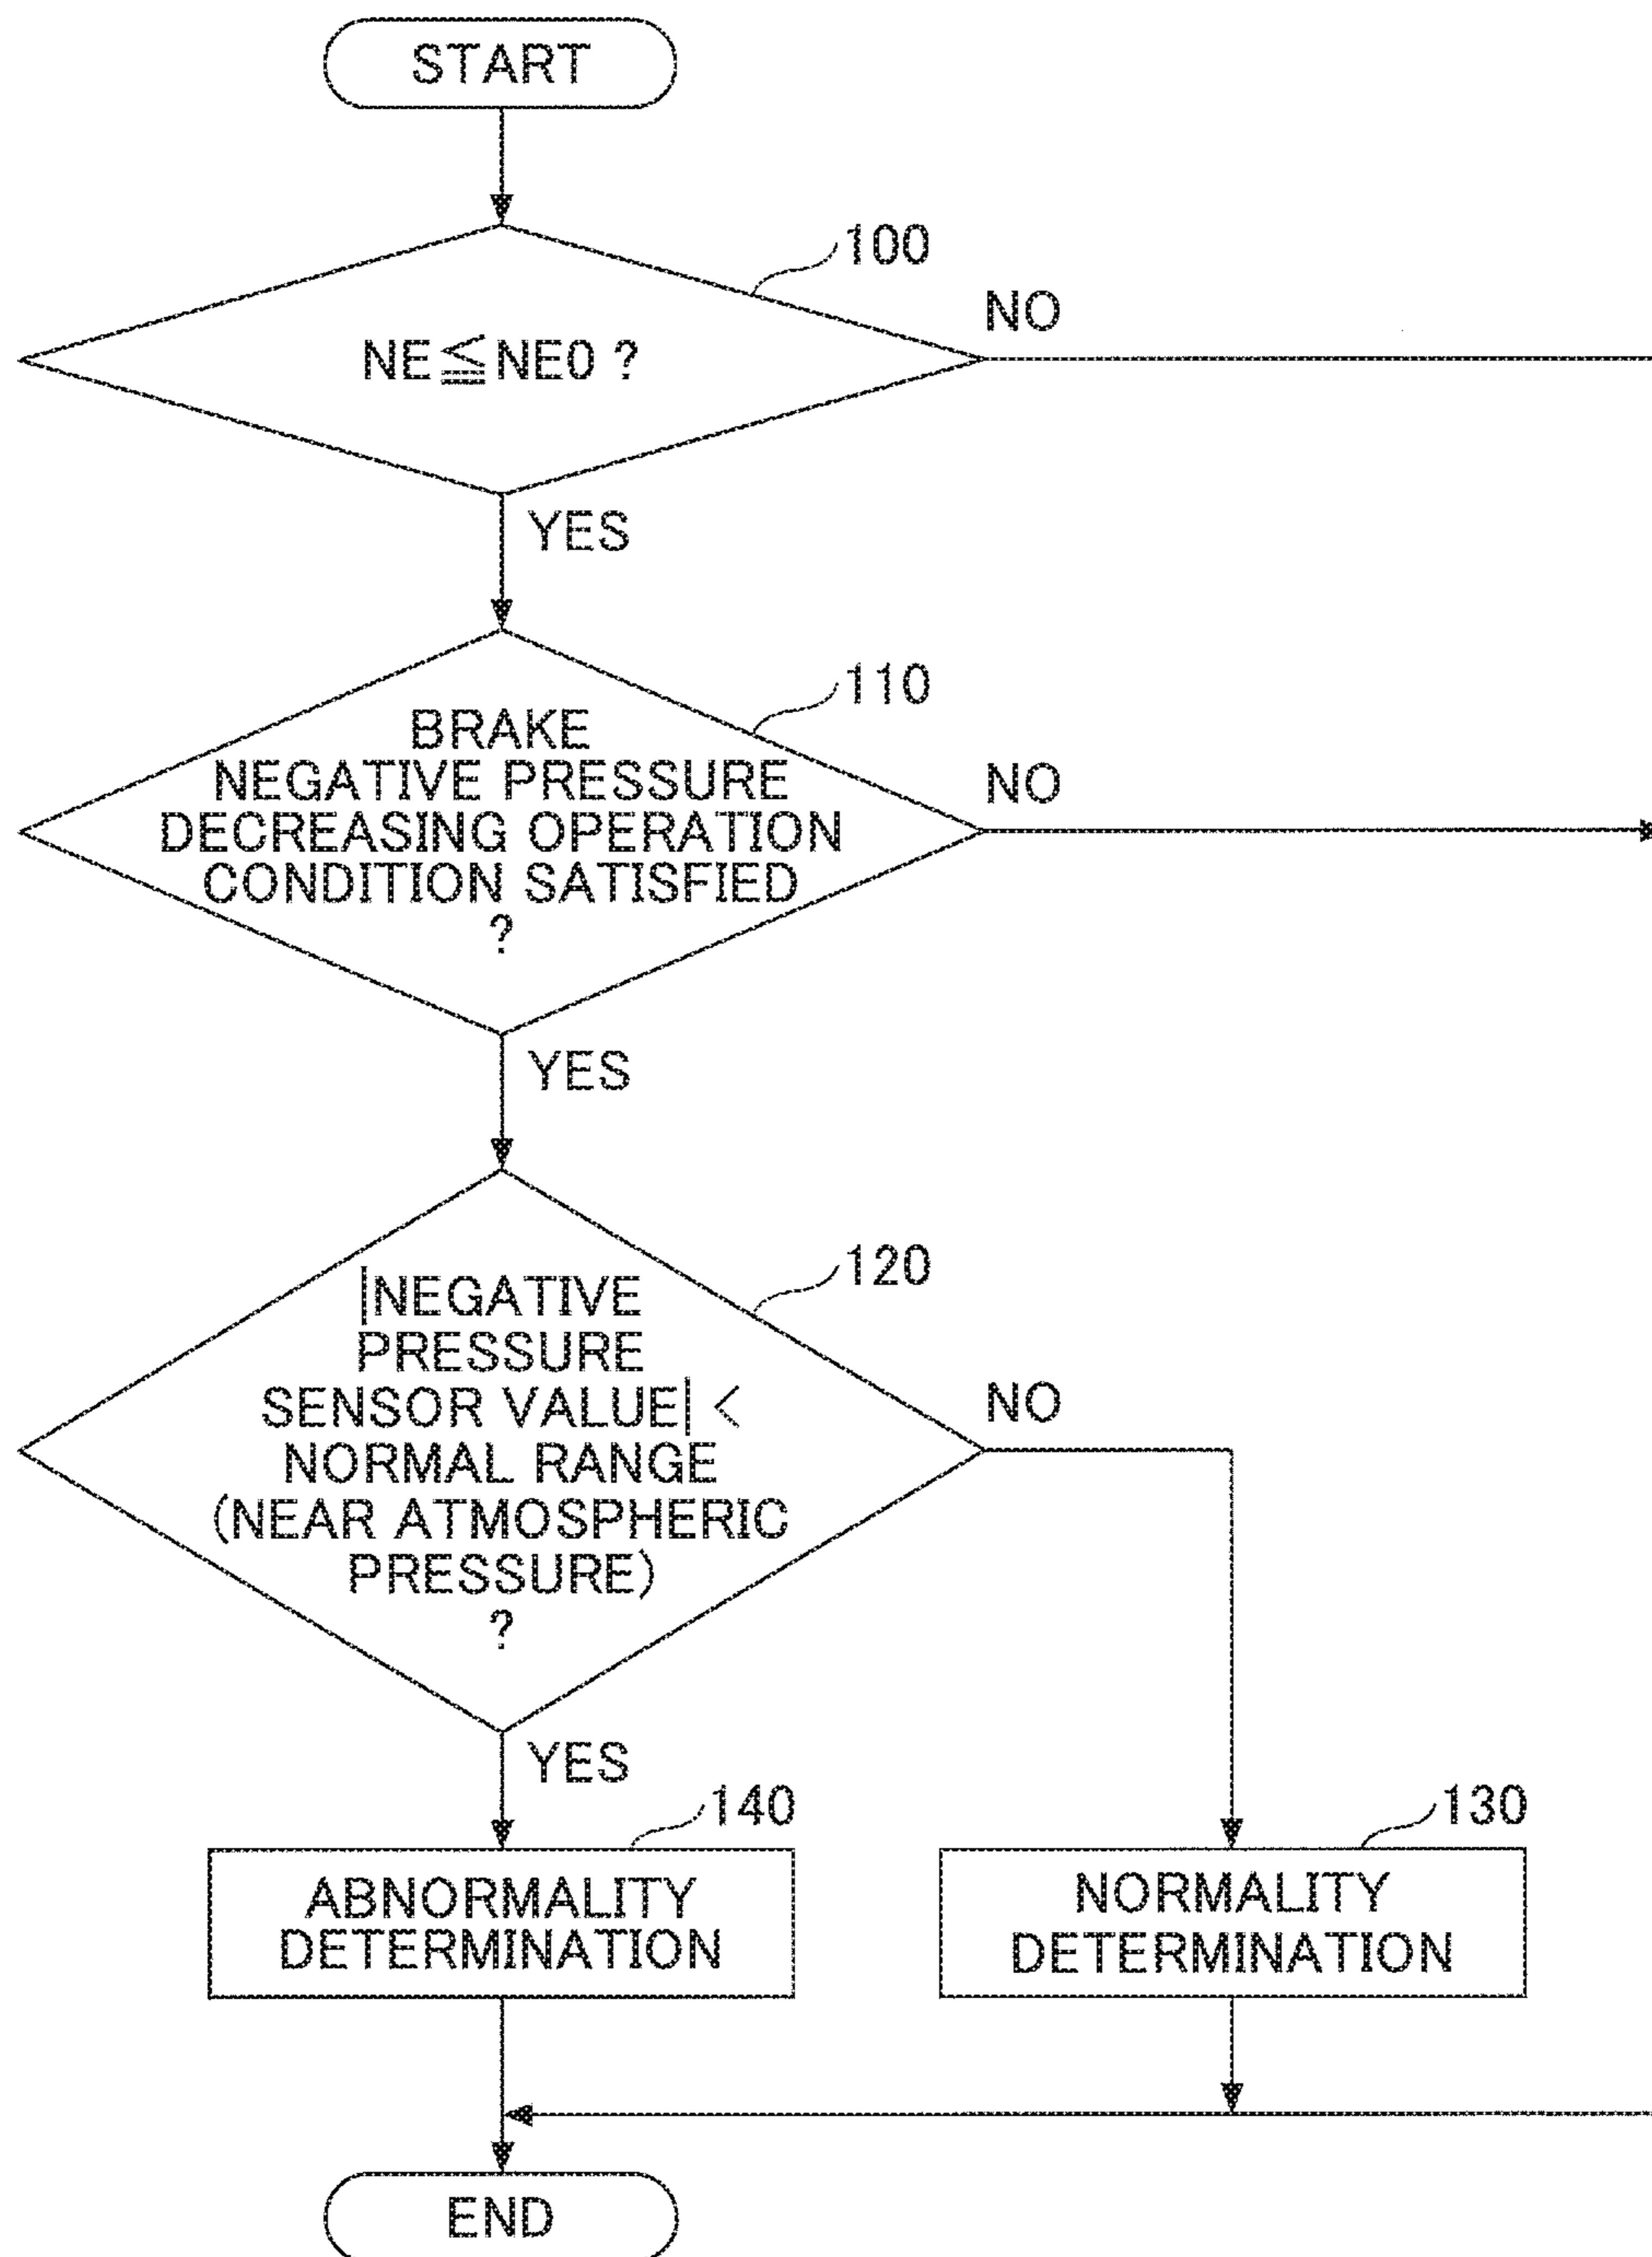 START
100
NE≦NE0 ?
NO
YES
110
BRAKE
NEGATIVE PRESSURE
DECREASING OPERATION
CONDITION SATISFIED
?
NO
YES
120
|NEGATIVE
PRESSURE
SENSOR VALUE| <
NORMAL RANGE
(NEAR ATMOSPHERIC
PRESSURE)
?
NO
YES
140
ABNORMALITY
DETERMINATION
130
NORMALITY
DETERMINATION
END